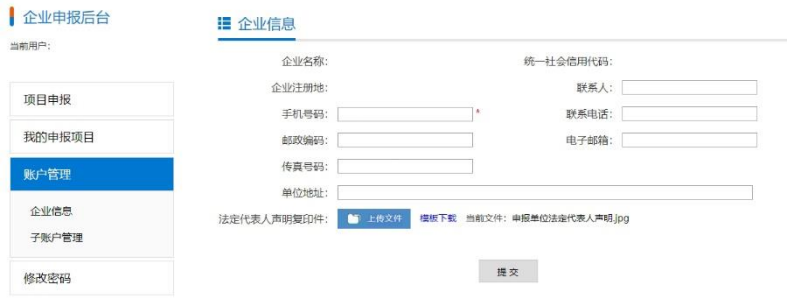 企业申报后台
当前用户：
项目申报
我的申报项目
账户管理
企业信息
子账户管理
修改密码
企业信息
企业名称： 统一社会信用代码：
企业注册地： 联系人：
手机号码： * 联系电话：
邮政编码： 电子邮箱：
传真号码：
单位地址：
法定代表人声明复印件： 上传文件 模板下载 当前文件：申报单位法定代表人声明.jpg
提 交